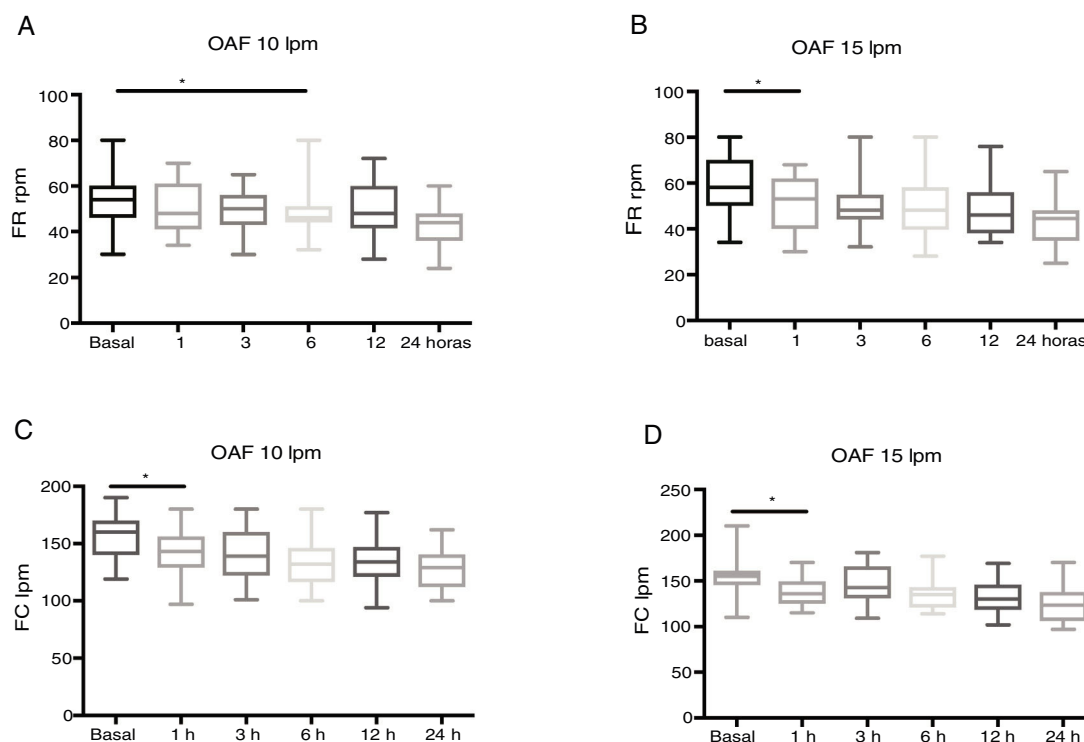 A
OAF 10 lpm
*
100
80
60
40
20
0
FR rpm
Basal 1 3 6 12 24 horas
B
OAF 15 lpm
*
100
80
60
40
20
0
FR rpm
basal 1 3 6 12 24 horas
C
OAF 10 lpm
*
200
150
100
50
0
FC lpm
Basal 1 h 3 h 6 h 12 h 24 h
D
OAF 15 lpm
*
250
200
150
100
50
0
FC lpm
Basal 1 h 3 h 6 h 12 h 24 h